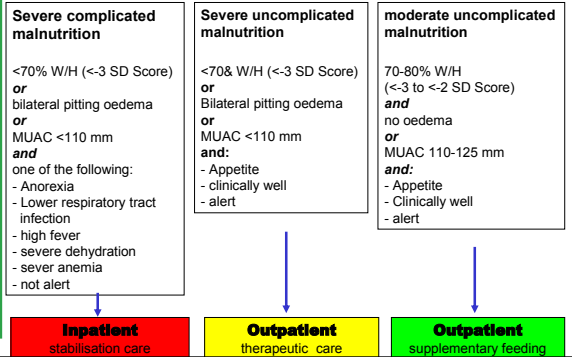 Severe complicated
malnutrition
<70% W/H (<-3 SD Score)
or
bilateral pitting oedema
or
MUAC <110 mm
and
one of the following:
- Anorexia
- Lower respiratory tract
infection
- high fever
- severe dehydration
- sever anemia
- not alert
Inpatient
stabilisation care
Severe uncomplicated
malnutrition
<70& W/H (<-3 SD Score)
or
Bilateral pitting oedema
or
MUAC <110 mm
and:
- Appetite
- clinically well
- alert
Outpatient
therapeutic care
moderate uncomplicated
malnutrition
70-80% W/H
(<-3 to <-2 SD Score)
and
no oedema
or
MUAC 110-125 mm
and:
- Appetite
- Clinically well
- alert
Outpatient
supplementary feeding